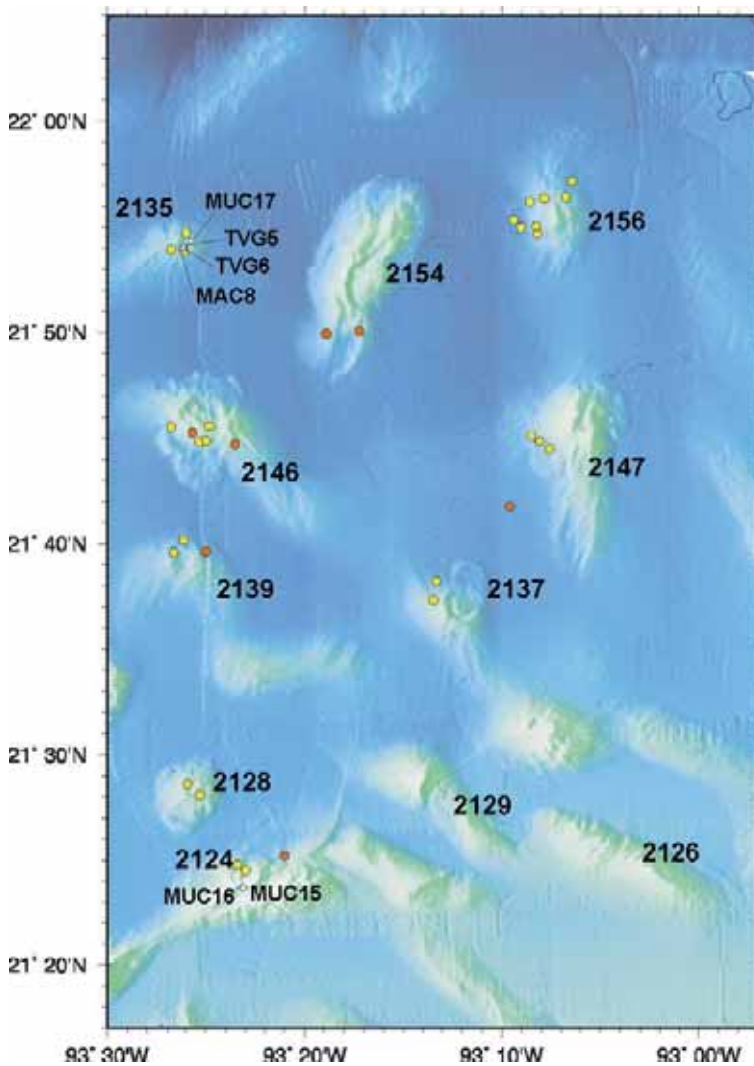 22° 00'N
MUC17
2135
TVG5
2156
TVG6
2154
MAC8
21° 50'N
2146
2147
21° 40'N
2139
2137
21° 30'N
2128
2129
2124
2126
MUC16
MUC15
21° 20'N
93° 30'W
93° 20'W
93° 10'W
93° 00'W